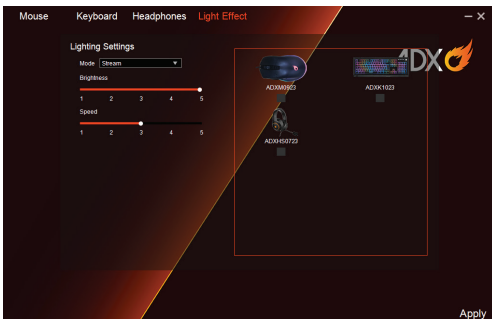 Mouse Keyboard Headphones Light Effect
Lighting Settings
Mode Stream
Brightness
1 2 3 4 5
Speed
1 2 3 4 5
ADX
ADXM0923 ADXK1023
ADXHS0723
Apply